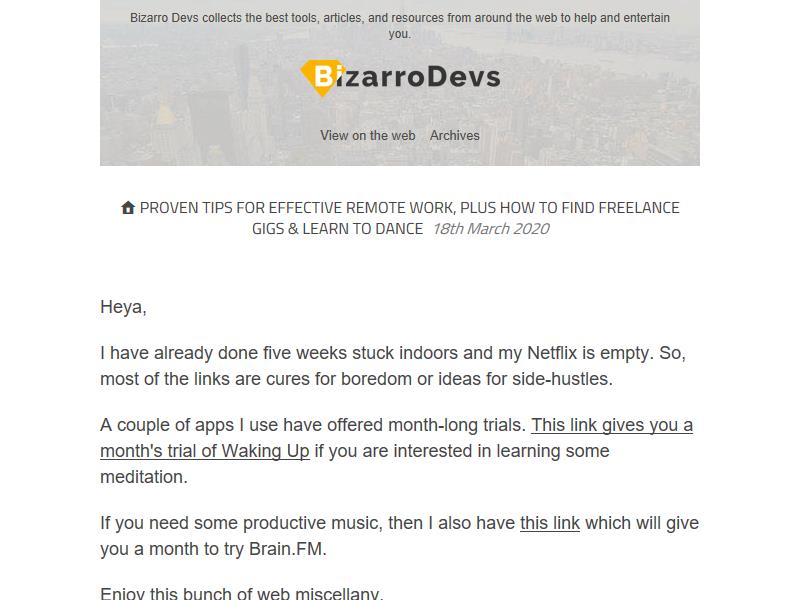 Bizarro Devs collects the best tools, articles, and resources from around the web to help and entertain
you.
BizarroDevs
View on the web Archives
PROVEN TIPS FOR EFFECTIVE REMOTE WORK, PLUS HOW TO FIND FREELANCE
GIGS & LEARN TO DANCE 18th March 2020
Heya,
I have already done five weeks stuck indoors and my Netflix is empty. So,
most of the links are cures for boredom or ideas for side-hustles.
A couple of apps I use have offered month-long trials. This link gives you a
month's trial of Waking Up if you are interested in learning some
meditation.
If you need some productive music, then I also have this link which will give
you a month to try Brain.FM.
Enjoy this bunch of web miscellany.